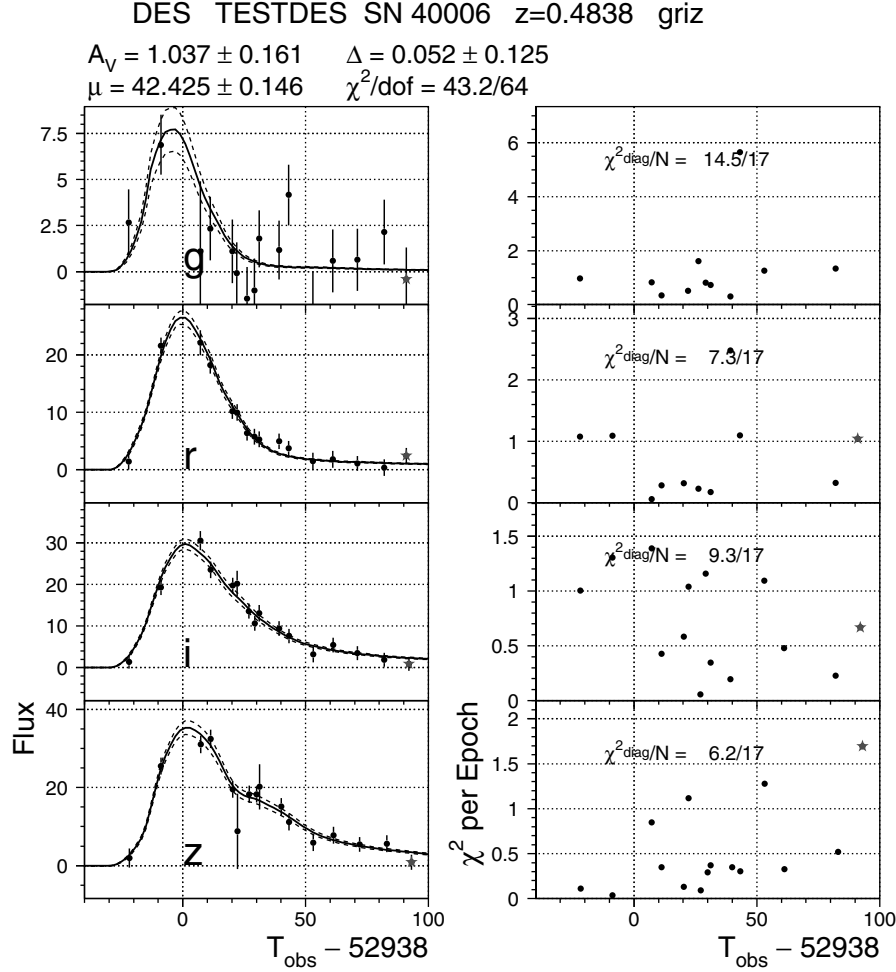 DES TESTDES SN 40006 z=0.4838 griz
A_V = 1.037 ± 0.161 Δ = 0.052 ± 0.125
μ = 42.425 ± 0.146 χ²/dof = 43.2/64
7.5
5
2.5
0
g
20
10
0
r
30
20
10
0
i
40
20
0
z
Flux
0 50 100
T_obs − 52938
6
4
2
0
χ²diag/N = 14.5/17
3
2
1
0
χ²diag/N = 7.3/17
1.5
1
0.5
0
χ²diag/N = 9.3/17
2
1.5
1
0.5
0
χ²diag/N = 6.2/17
χ² per Epoch
0 50 100
T_obs − 52938